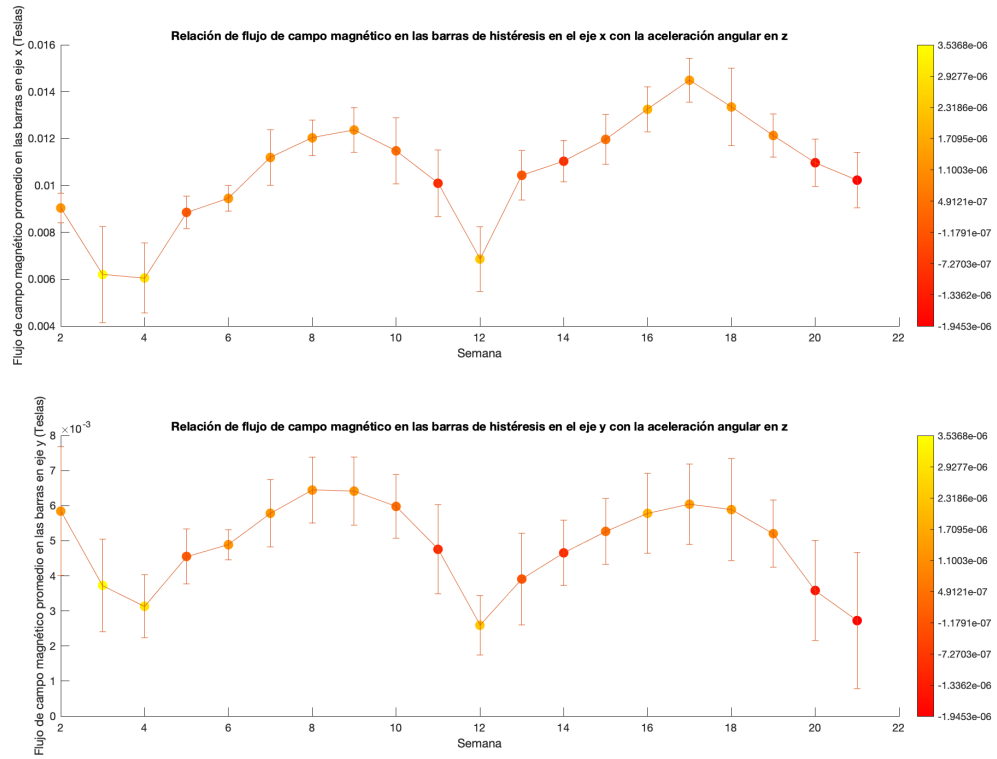 Relación de flujo de campo magnético en las barras de histéresis en el eje x con la aceleración angular en z
Flujo de campo magnético promedio en las barras en eje x (Teslas)
0.016
0.014
0.012
0.01
0.008
0.006
0.004
2 4 6 8 10 12 14 16 18 20 22
Semana
3.5368e-06
2.9277e-06
2.3186e-06
1.7095e-06
1.1003e-06
4.9121e-07
-1.1791e-07
-7.2703e-07
-1.3362e-06
-1.9453e-06
Relación de flujo de campo magnético en las barras de histéresis en el eje y con la aceleración angular en z
Flujo de campo magnético promedio en las barras en eje y (Teslas)
×10-3
8
7
6
5
4
3
2
1
0
2 4 6 8 10 12 14 16 18 20 22
Semana
3.5368e-06
2.9277e-06
2.3186e-06
1.7095e-06
1.1003e-06
4.9121e-07
-1.1791e-07
-7.2703e-07
-1.3362e-06
-1.9453e-06